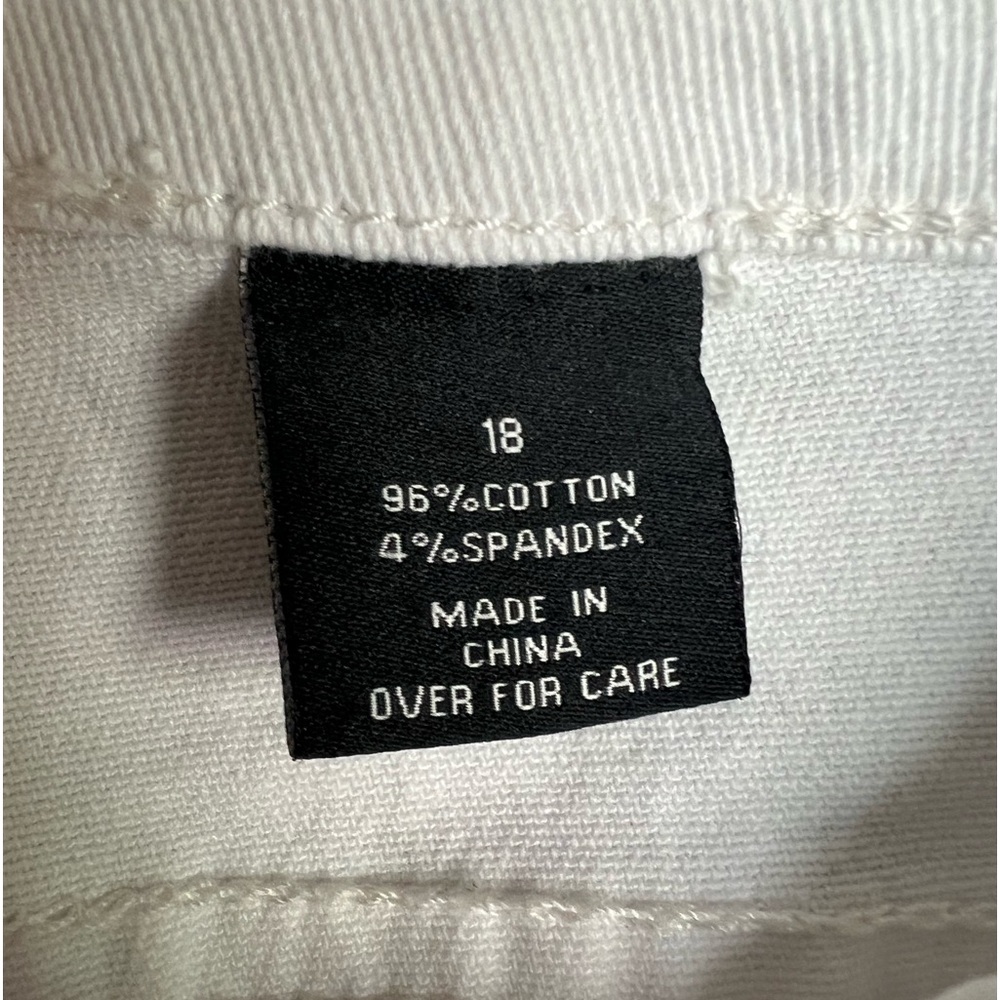 18
96%COTTON
4%SPANDEX
MADE IN
CHINA
OVER FOR CARE